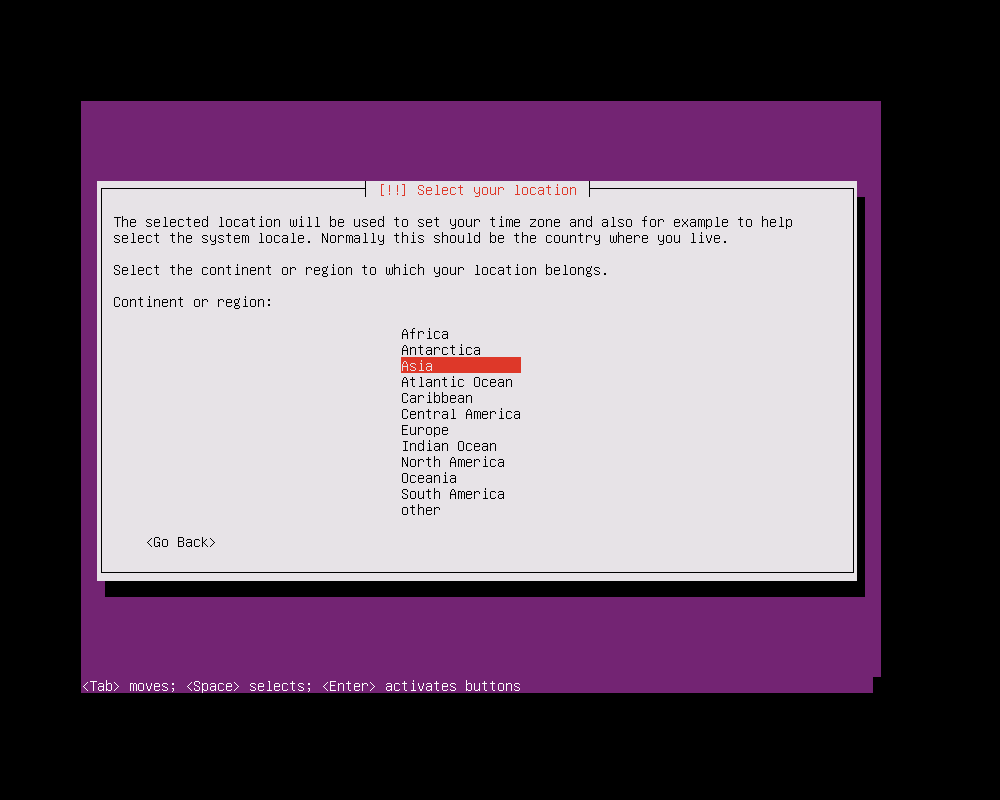 [!!] Select your location
The selected location will be used to set your time zone and also for example to help
select the system locale. Normally this should be the country where you live.
Select the continent or region to which your location belongs.
Continent or region:
Africa
Antarctica
Asia
Atlantic Ocean
Caribbean
Central America
Europe
Indian Ocean
North America
Oceania
South America
other
<Go Back>
<Tab> moves; <Space> selects; <Enter> activates buttons